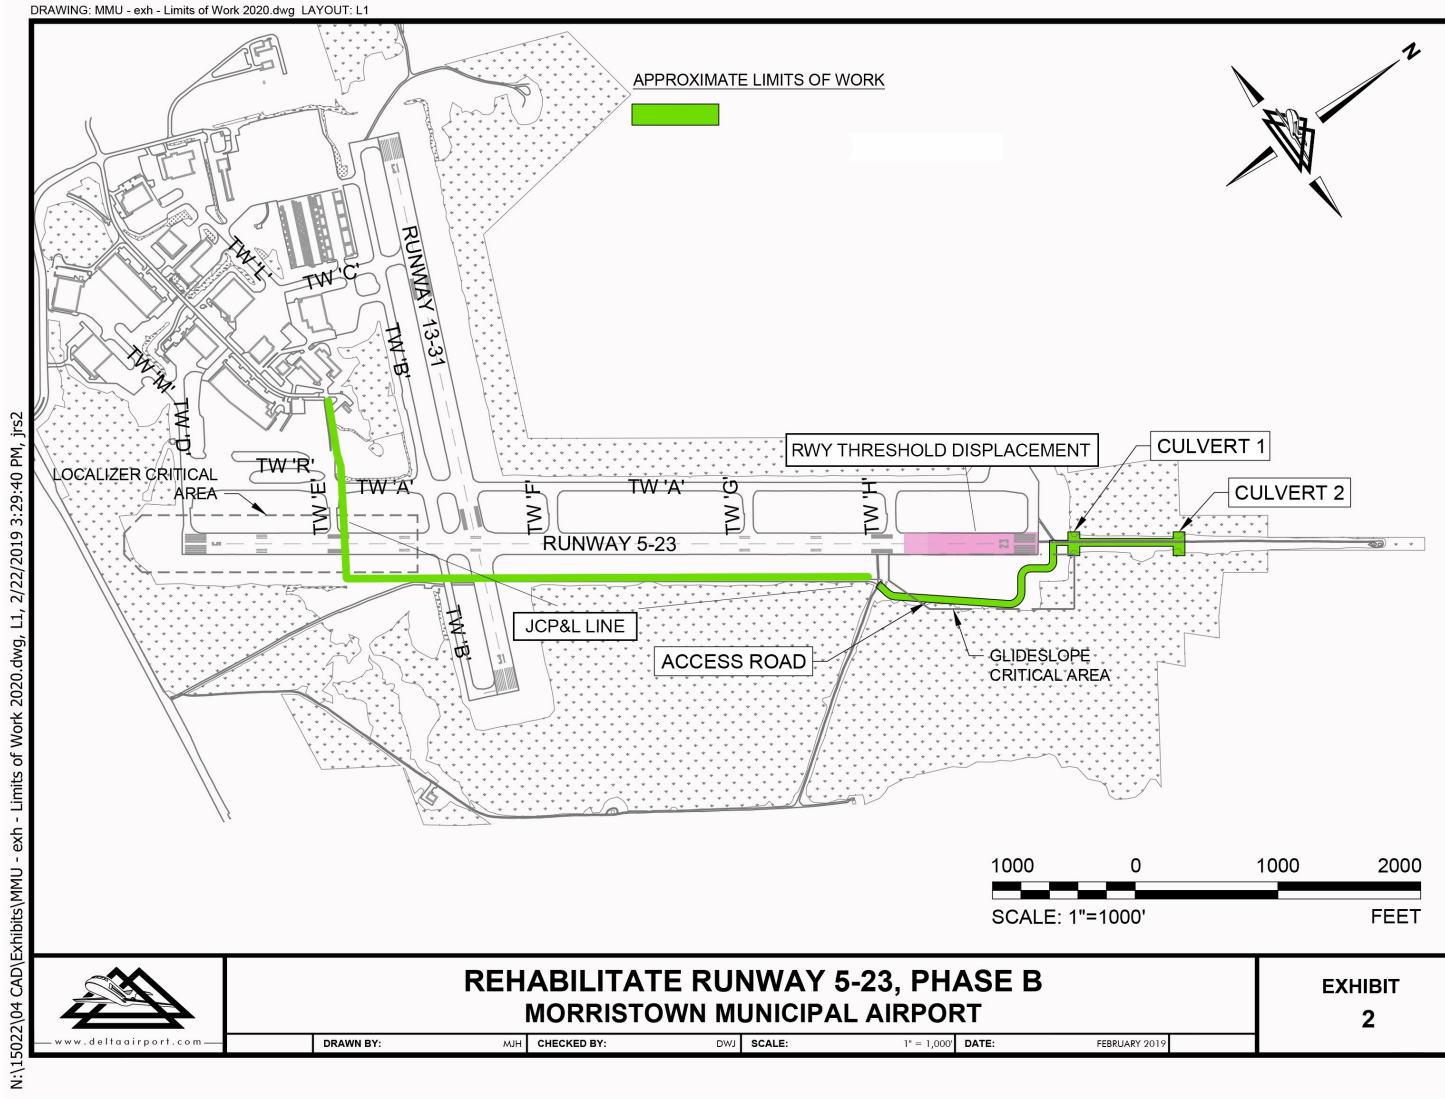 DRAWING: MMU - exh - Limits of Work 2020.dwg LAYOUT: L1
N:\15022\04 CAD\Exhibits\MMU - exh - Limits of Work 2020.dwg, L1, 2/22/2019 3:29:40 PM, jrs2
APPROXIMATE LIMITS OF WORK
N
RUNWAY 13-31
TW 'L'
TW 'C'
TW 'B'
TW 'M'
TW 'D'
TW 'R'
TW 'E'
TW 'A'
TW 'F'
TW 'A'
TW 'G'
TW 'H'
LOCALIZER CRITICAL
AREA
RWY THRESHOLD DISPLACEMENT
CULVERT 1
CULVERT 2
RUNWAY 5-23
23
TW 'B'
JCP&L LINE
ACCESS ROAD
GLIDESLOPE
CRITICAL AREA
1000 0 1000 2000
SCALE: 1"=1000' FEET
www.deltaairport.com
REHABILITATE RUNWAY 5-23, PHASE B
MORRISTOWN MUNICIPAL AIRPORT
DRAWN BY: MJH CHECKED BY: DWJ SCALE: 1" = 1,000' DATE: FEBRUARY 2019
EXHIBIT
2